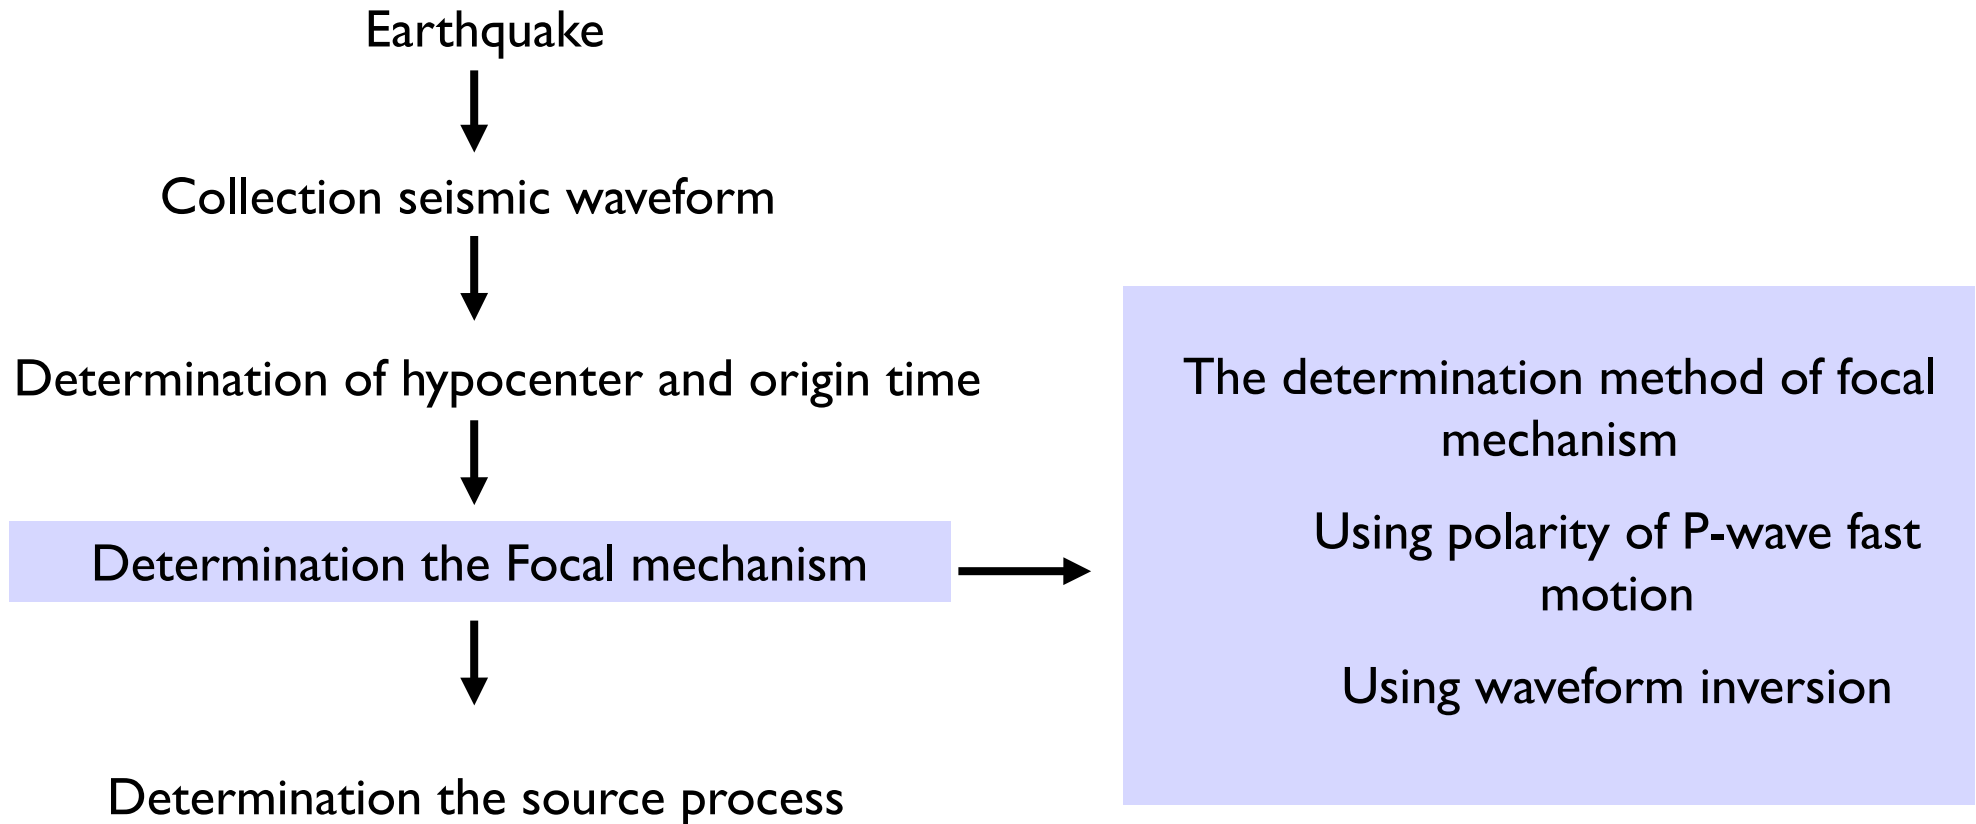 Earthquake
Collection seismic waveform
Determination of hypocenter and origin time
Determination the Focal mechanism
Determination the source process
The determination method of focal
mechanism
Using polarity of P-wave fast
motion
Using waveform inversion